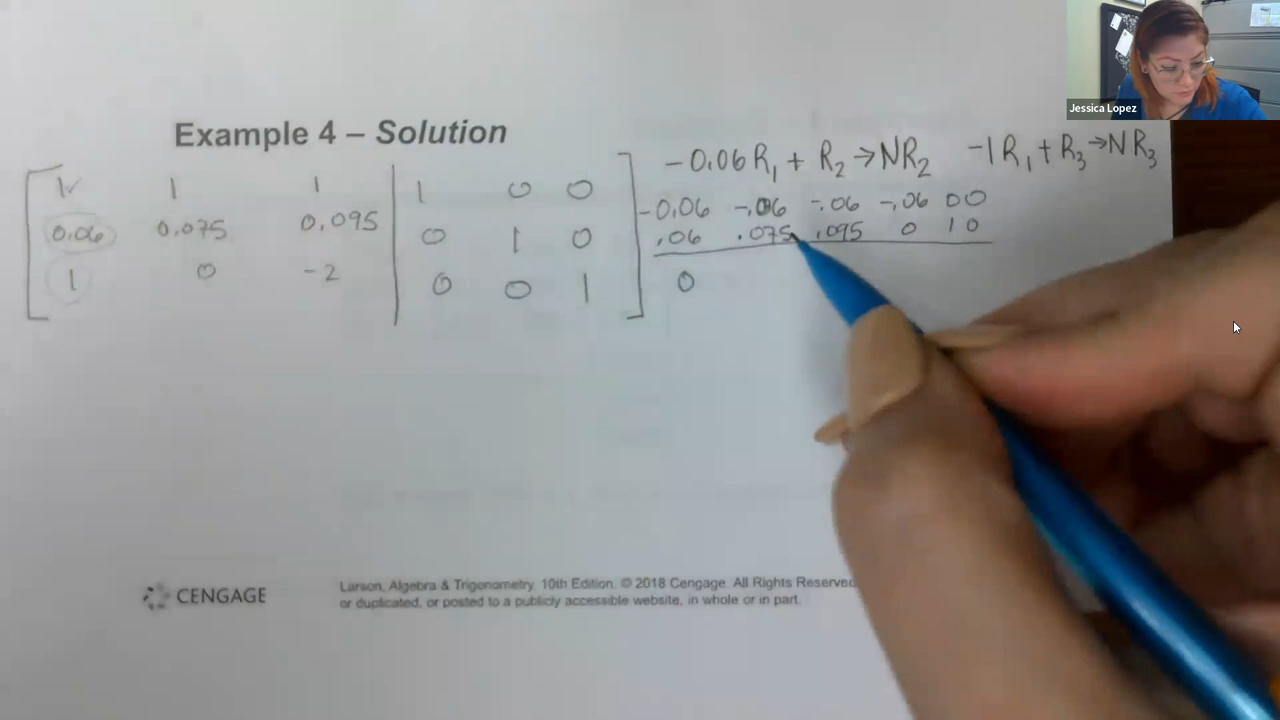 Jessica Lopez
Example 4 – Solution
-0.06R₁ + R₂ → NR₂ -1R₁ + R₃ → NR₃
1 1 1 | 1 0 0
0.06 0.075 0.095 | 0 1 0
1 0 -2 | 0 0 1
-0.06 -.06 -.06 -.06 0 0
.06 .075 .095 0 1 0
0
CENGAGE
Larson, Algebra & Trigonometry, 10th Edition. © 2018 Cengage. All Rights Reserved
or duplicated, or posted to a publicly accessible website, in whole or in part.